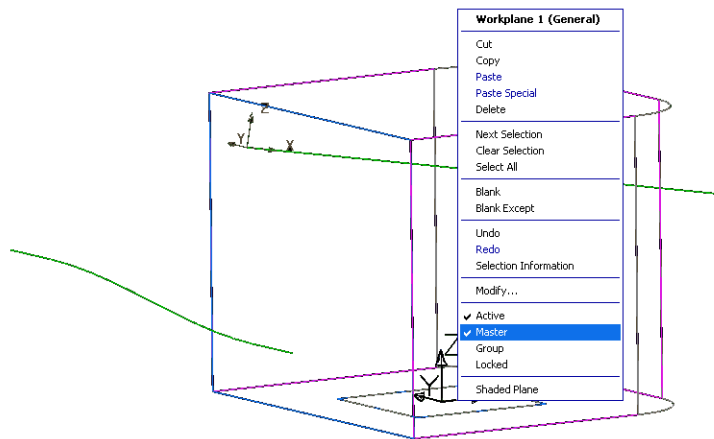 Workplane 1 (General)
Cut
Copy
Paste
Paste Special
Delete
Next Selection
Clear Selection
Select All
Blank
Blank Except
Undo
Redo
Selection Information
Modify...
Active
Master
Group
Locked
Shaded Plane
Z
Y
X
Z
Y